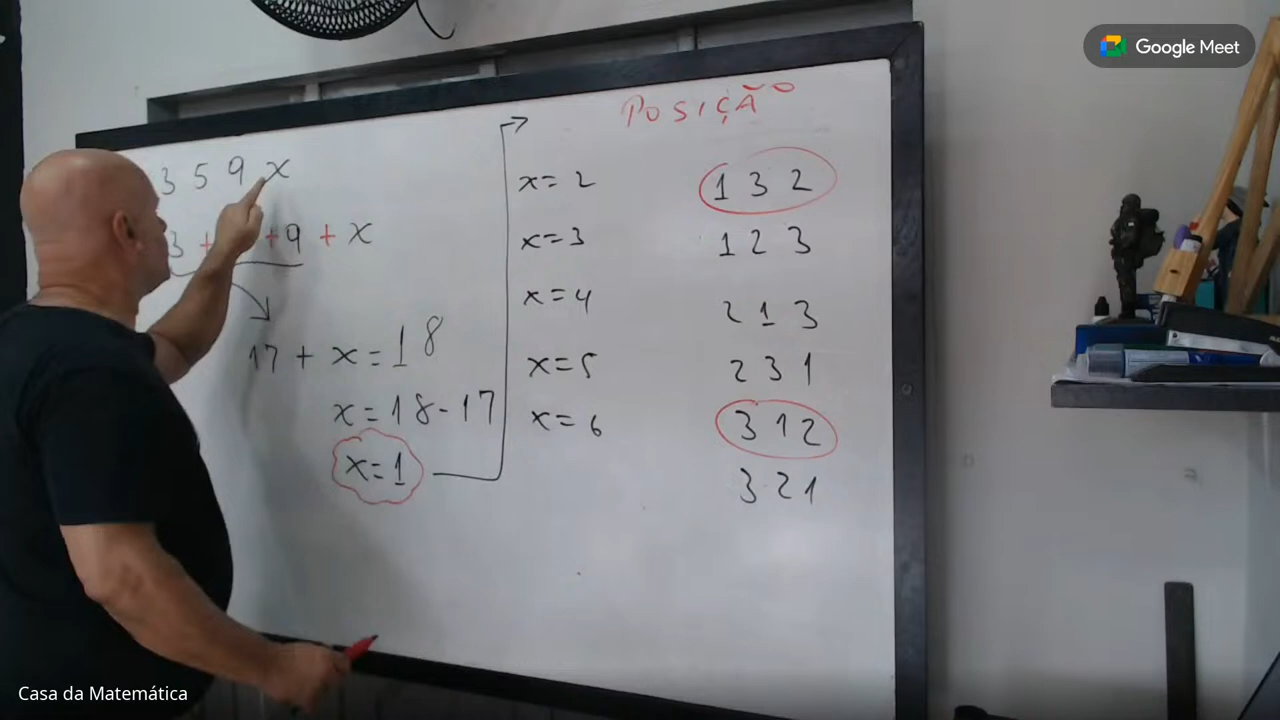 Google Meet
POSIÇÃO
3 5 9 x
3 + + 9 + x
17 + x = 18
x = 18 - 17
x = 1
x = 2
x = 3
x = 4
x = 5
x = 6
1 3 2
1 2 3
2 1 3
2 3 1
3 1 2
3 2 1
Casa da Matemática